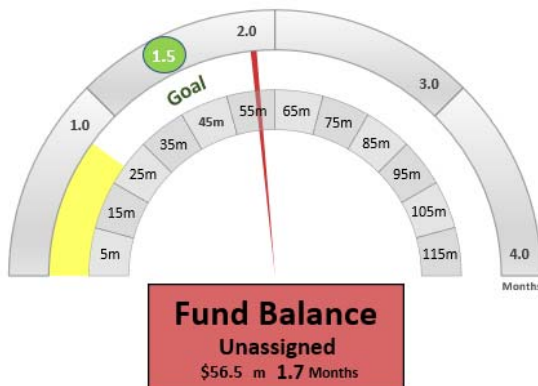 1.0
1.5
2.0
3.0
4.0
Months
Goal
5m
15m
25m
35m
45m
55m
65m
75m
85m
95m
105m
115m
Fund Balance
Unassigned
$56.5 m 1.7 Months